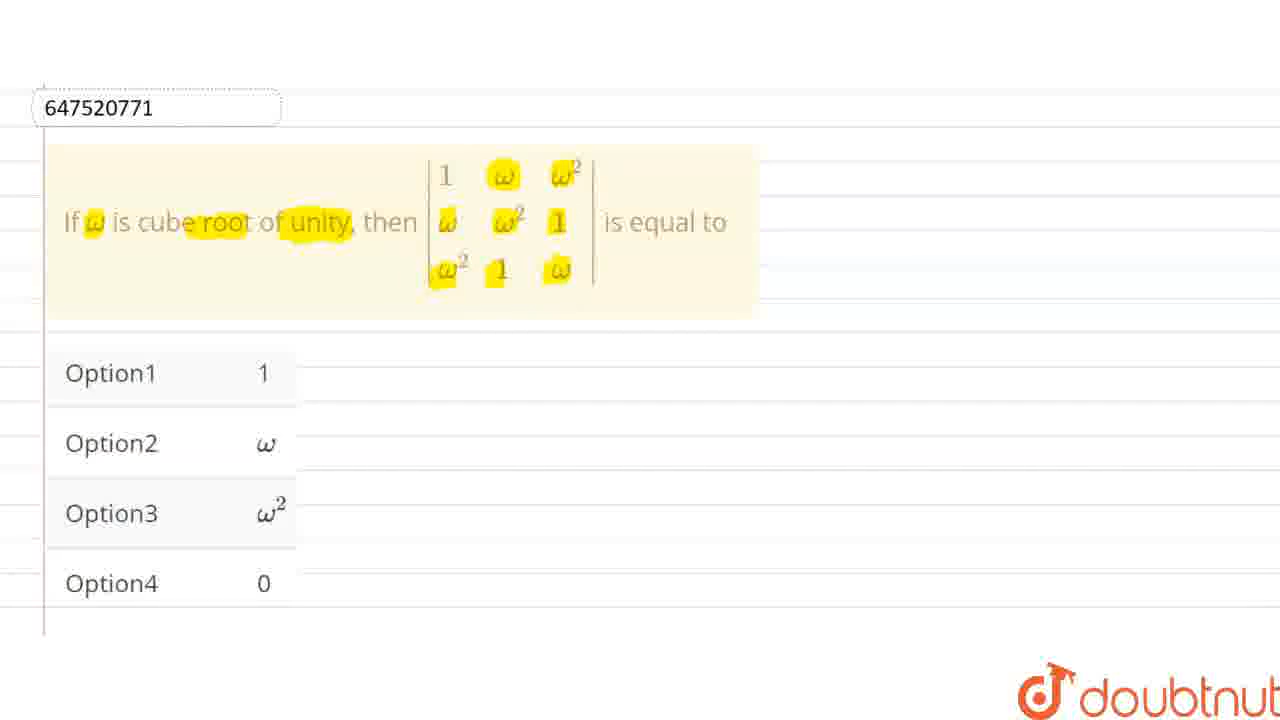 647520771
If ω is cube root of unity, then | 1 ω ω² | is equal to
| ω ω² 1 |
| ω² 1 ω |
Option1 1
Option2 ω
Option3 ω²
Option4 0
doubtnut